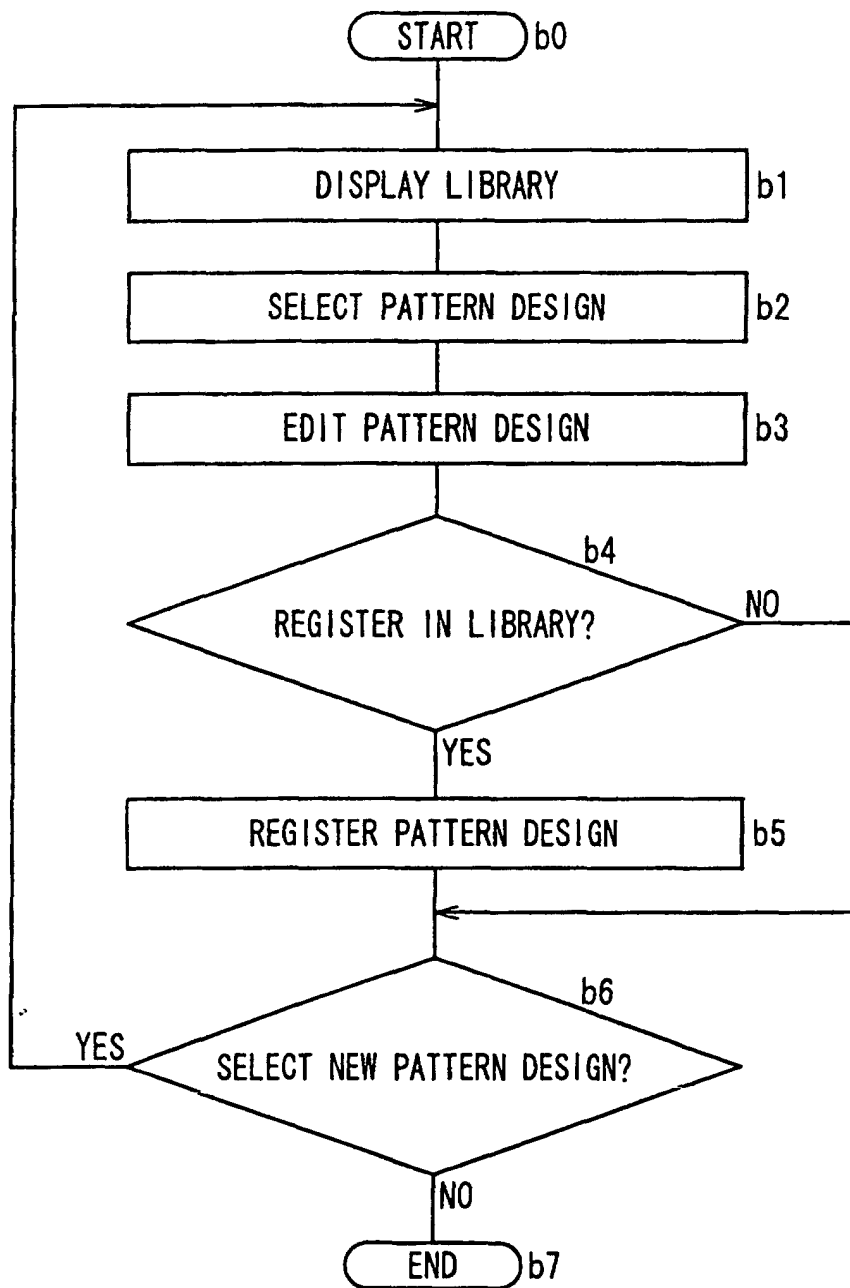 START b0
DISPLAY LIBRARY b1
SELECT PATTERN DESIGN b2
EDIT PATTERN DESIGN b3
b4
REGISTER IN LIBRARY?
NO
YES
REGISTER PATTERN DESIGN b5
b6
YES
SELECT NEW PATTERN DESIGN?
NO
END b7